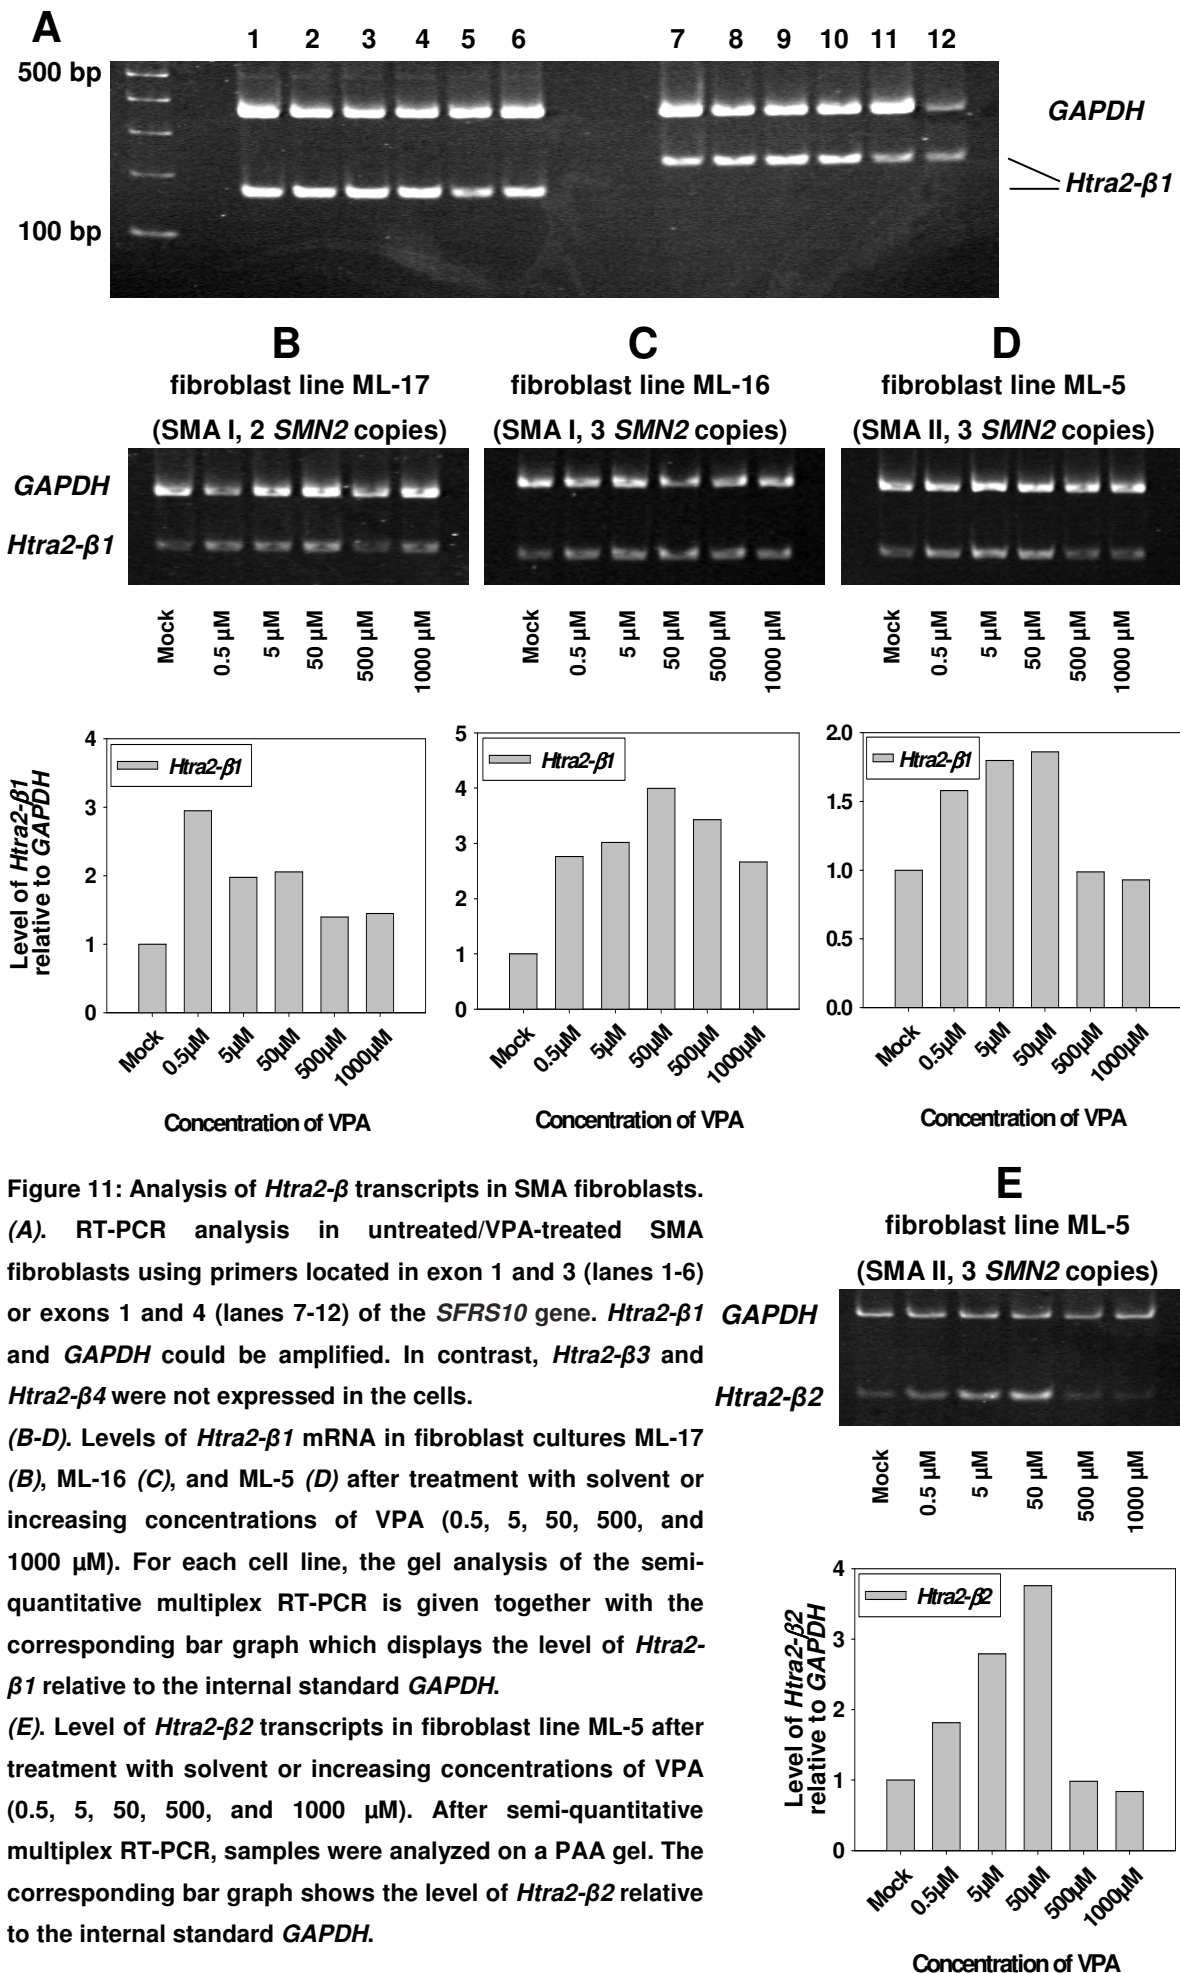 A
1 2 3 4 5 6 7 8 9 10 11 12
500 bp
GAPDH
Htra2-β1
100 bp
B
fibroblast line ML-17
(SMA I, 2 SMN2 copies)
C
fibroblast line ML-16
(SMA I, 3 SMN2 copies)
D
fibroblast line ML-5
(SMA II, 3 SMN2 copies)
GAPDH
Htra2-β1
Mock
0.5 µM
5 µM
50 µM
500 µM
1000 µM
Mock
0.5 µM
5 µM
50 µM
500 µM
1000 µM
Mock
0.5 µM
5 µM
50 µM
500 µM
1000 µM
Level of Htra2-β1
relative to GAPDH
4
3
2
1
0
Htra2-β1
Mock
0.5µM
5µM
50µM
500µM
1000µM
Concentration of VPA
5
4
3
2
1
0
Htra2-β1
Mock
0.5µM
5µM
50µM
500µM
1000µM
Concentration of VPA
2.0
1.5
1.0
0.5
0.0
Htra2-β1
Mock
0.5µM
5µM
50µM
500µM
1000µM
Concentration of VPA
Figure 11: Analysis of Htra2-β transcripts in SMA fibroblasts.
(A). RT-PCR analysis in untreated/VPA-treated SMA
fibroblasts using primers located in exon 1 and 3 (lanes 1-6)
or exons 1 and 4 (lanes 7-12) of the SFRS10 gene. Htra2-β1
and GAPDH could be amplified. In contrast, Htra2-β3 and
Htra2-β4 were not expressed in the cells.
(B-D). Levels of Htra2-β1 mRNA in fibroblast cultures ML-17
(B), ML-16 (C), and ML-5 (D) after treatment with solvent or
increasing concentrations of VPA (0.5, 5, 50, 500, and
1000 µM). For each cell line, the gel analysis of the semi-
quantitative multiplex RT-PCR is given together with the
corresponding bar graph which displays the level of Htra2-
β1 relative to the internal standard GAPDH.
(E). Level of Htra2-β2 transcripts in fibroblast line ML-5 after
treatment with solvent or increasing concentrations of VPA
(0.5, 5, 50, 500, and 1000 µM). After semi-quantitative
multiplex RT-PCR, samples were analyzed on a PAA gel. The
corresponding bar graph shows the level of Htra2-β2 relative
to the internal standard GAPDH.
E
fibroblast line ML-5
(SMA II, 3 SMN2 copies)
GAPDH
Htra2-β2
Mock
0.5 µM
5 µM
50 µM
500 µM
1000 µM
Level of Htra2-β2
relative to GAPDH
4
3
2
1
0
Htra2-β2
Mock
0.5µM
5µM
50µM
500µM
1000µM
Concentration of VPA